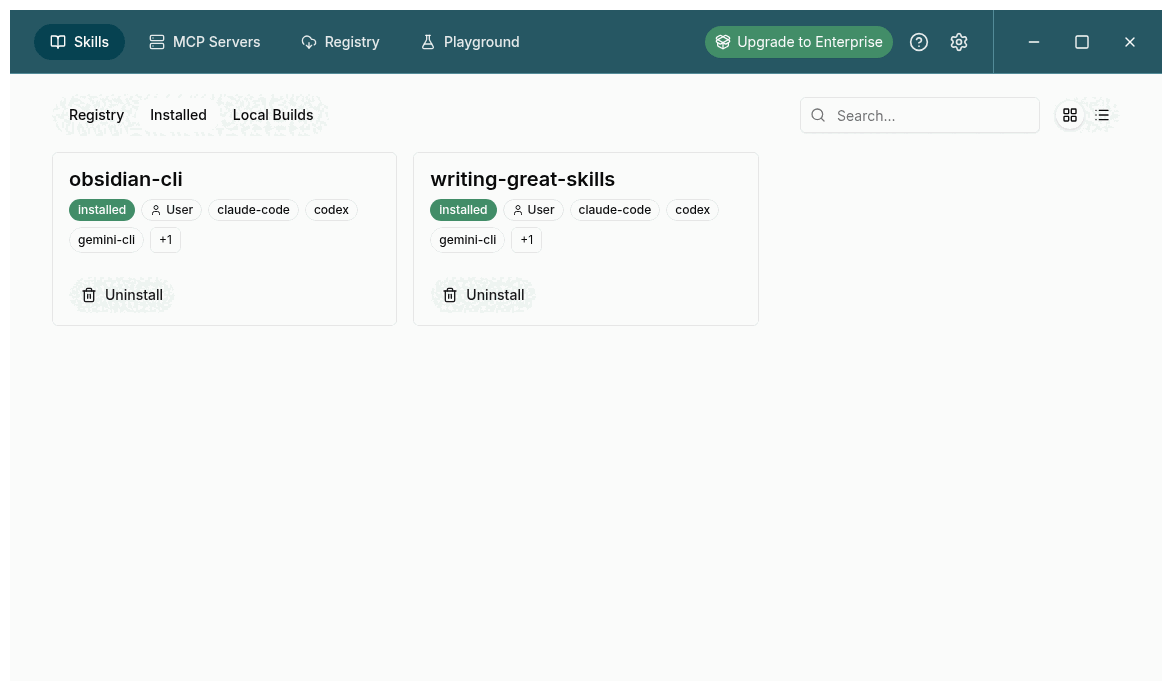 Skills MCP Servers Registry Playground Upgrade to Enterprise
Registry Installed Local Builds Search...
obsidian-cli
installed User claude-code codex
gemini-cli +1
Uninstall
writing-great-skills
installed User claude-code codex
gemini-cli +1
Uninstall